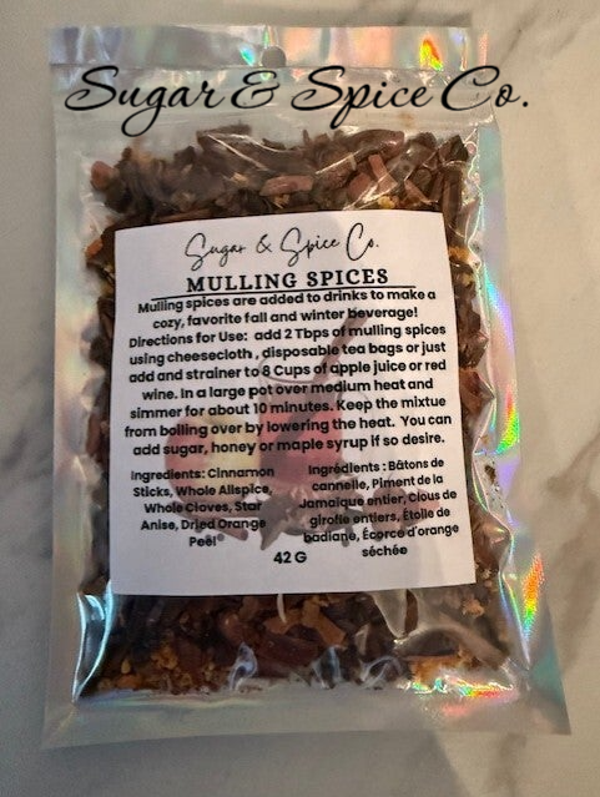 Sugar & Spice Co.
Sugar & Spice Co.
MULLING SPICES
Mulling spices are added to drinks to make a
cozy, favorite fall and winter beverage!
Directions for Use: add 2 Tbps of mulling spices
using cheesecloth , disposable tea bags or just
add and strainer to 8 Cups of apple juice or red
wine. In a large pot over medium heat and
simmer for about 10 minutes. Keep the mixtue
from boiling over by lowering the heat. You can
add sugar, honey or maple syrup if so desire.
Ingredients: Cinnamon
Sticks, Whole Allspice,
Whole Cloves, Star
Anise, Dried Orange
Peel
Ingrédients : Bâtons de
cannelle, Piment de la
Jamaïque entier, Clous de
girofle entiers, Étoile de
badiane, Écorce d'orange
séchée
42 G